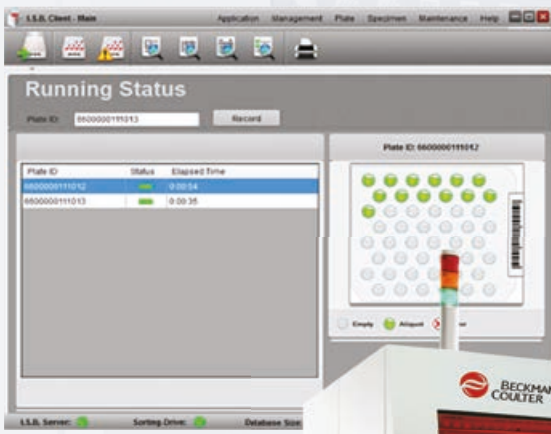 I.S.B. Client - Main
Application Management Plate Specimen Maintenance Help
Running Status
Plate ID: 6600000111013 Record
Plate ID: 6600000111012
Plate ID Status Elapsed Time
6600000111012 0:00:54
6600000111013 0:00:35
Empty Aliquot
I.S.B. Server: Sorting Drive: Database Size:
BECKMAN
COULTER